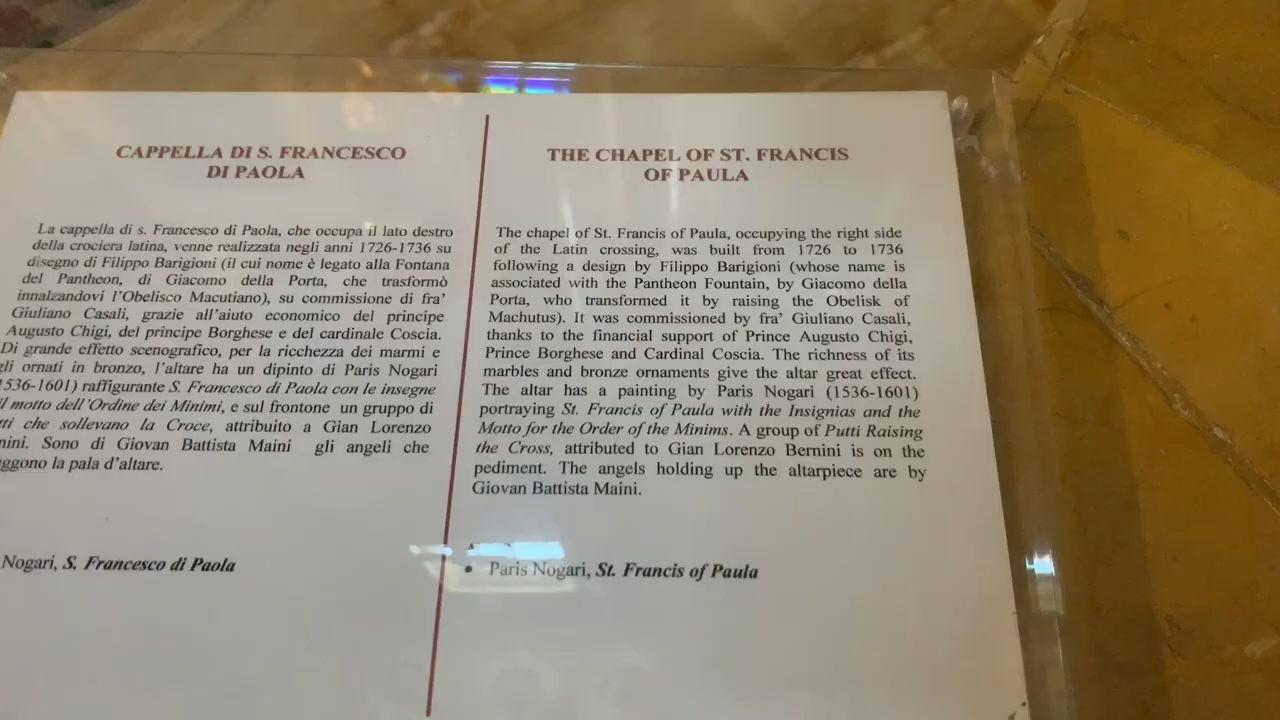 CAPPELLA DI S. FRANCESCO
DI PAOLA
La cappella di s. Francesco di Paola, che occupa il lato destro
della crociera latina, venne realizzata negli anni 1726-1736 su
disegno di Filippo Barigioni (il cui nome è legato alla Fontana
del Pantheon, di Giacomo della Porta, che trasformò
innalzandovi l'Obelisco Macutiano), su commissione di fra'
Giuliano Casali, grazie all'aiuto economico del principe
Augusto Chigi, del principe Borghese e del cardinale Coscia.
Di grande effetto scenografico, per la ricchezza dei marmi e
gli ornati in bronzo, l'altare ha un dipinto di Paris Nogari
536-1601) raffigurante S. Francesco di Paola con le insegne
il motto dell'Ordine dei Minimi, e sul frontone un gruppo di
tti che sollevano la Croce, attribuito a Gian Lorenzo
nini. Sono di Giovan Battista Maini gli angeli che
ggono la pala d'altare.
Nogari, S. Francesco di Paola
THE CHAPEL OF ST. FRANCIS
OF PAULA
The chapel of St. Francis of Paula, occupying the right side
of the Latin crossing, was built from 1726 to 1736
following a design by Filippo Barigioni (whose name is
associated with the Pantheon Fountain, by Giacomo della
Porta, who transformed it by raising the Obelisk of
Machutus). It was commissioned by fra' Giuliano Casali,
thanks to the financial support of Prince Augusto Chigi,
Prince Borghese and Cardinal Coscia. The richness of its
marbles and bronze ornaments give the altar great effect.
The altar has a painting by Paris Nogari (1536-1601)
portraying St. Francis of Paula with the Insignias and the
Motto for the Order of the Minims. A group of Putti Raising
the Cross, attributed to Gian Lorenzo Bernini is on the
pediment. The angels holding up the altarpiece are by
Giovan Battista Maini.
• Paris Nogari, St. Francis of Paula